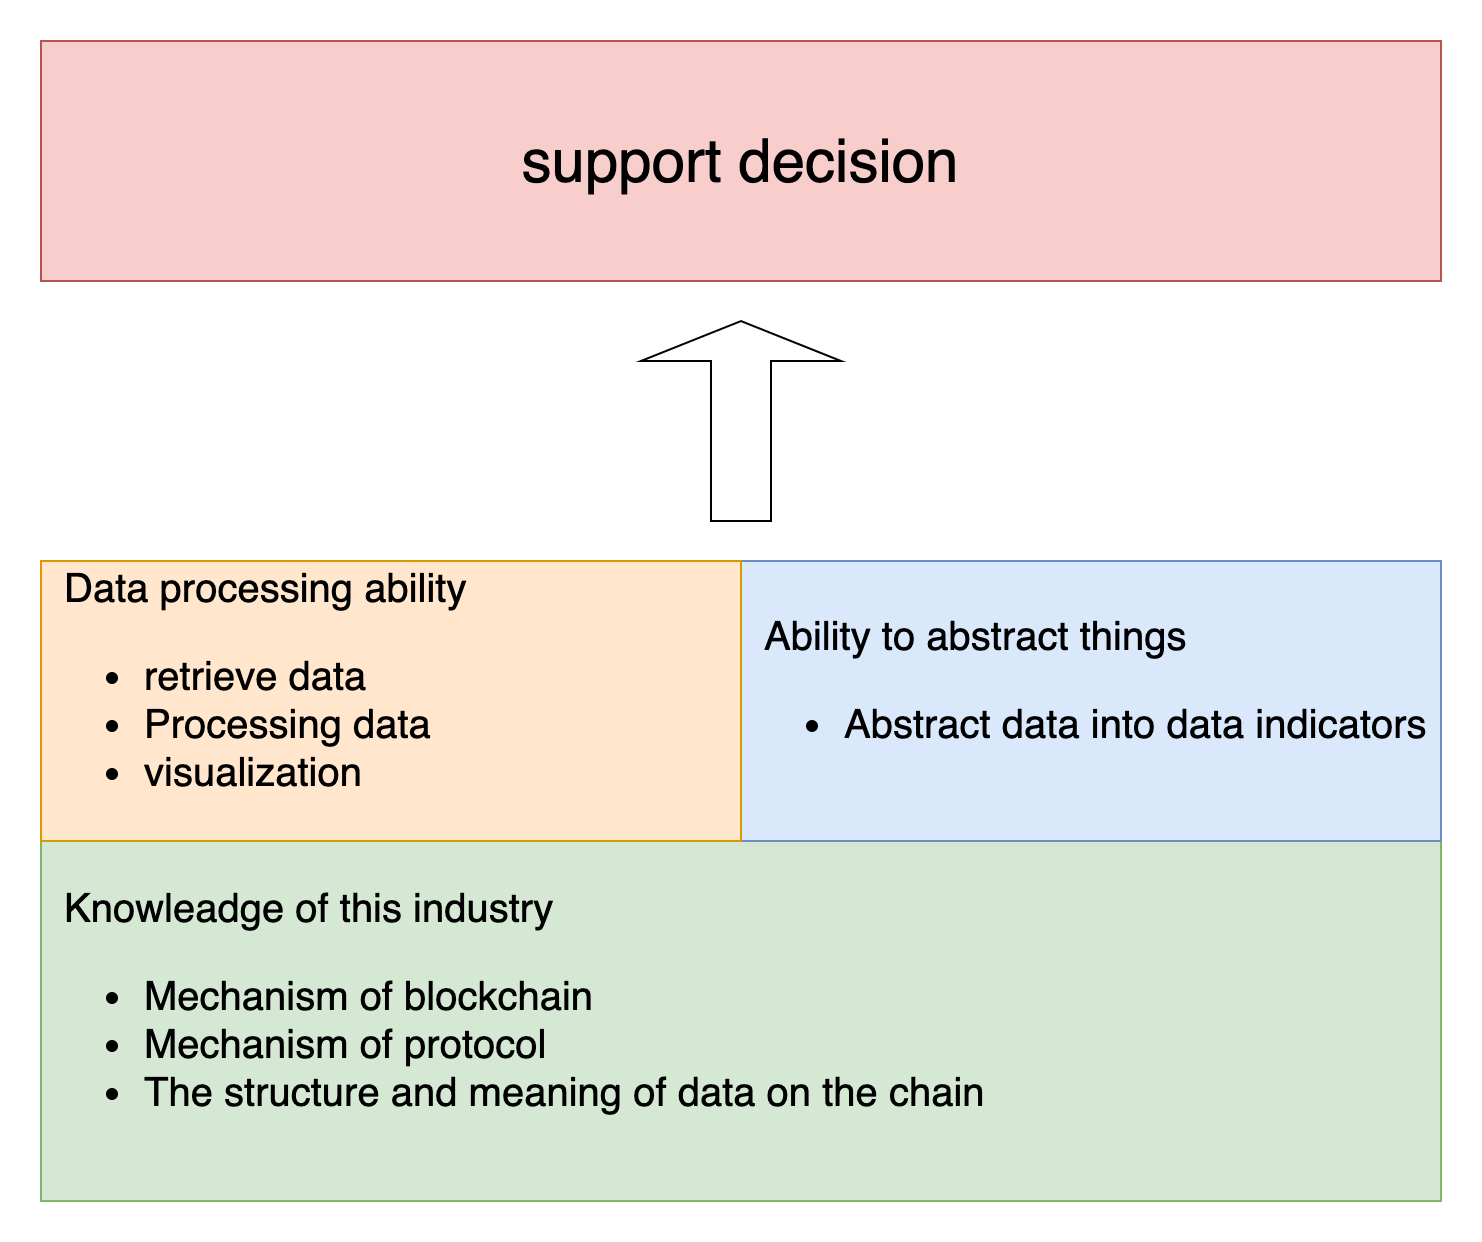 support decision
Data processing ability
retrieve data
Processing data
visualization
Ability to abstract things
Abstract data into data indicators
Knowleadge of this industry
Mechanism of blockchain
Mechanism of protocol
The structure and meaning of data on the chain